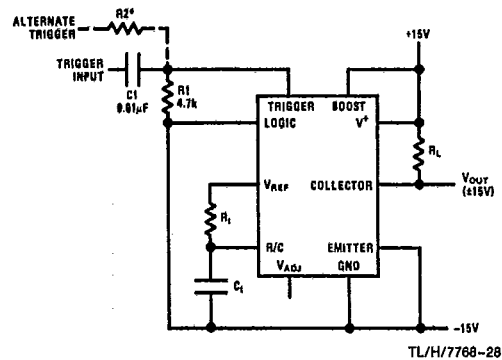 ALTERNATE
TRIGGER
R2*
TRIGGER
INPUT
C1
0.01μF
R1
4.7k
+15V
TRIGGER
BOOST
LOGIC
V+
RL
VREF
COLLECTOR
VOUT
(±15V)
Rt
R/C
EMITTER
VADJ
GND
Ct
−15V
TL/H/7768-28